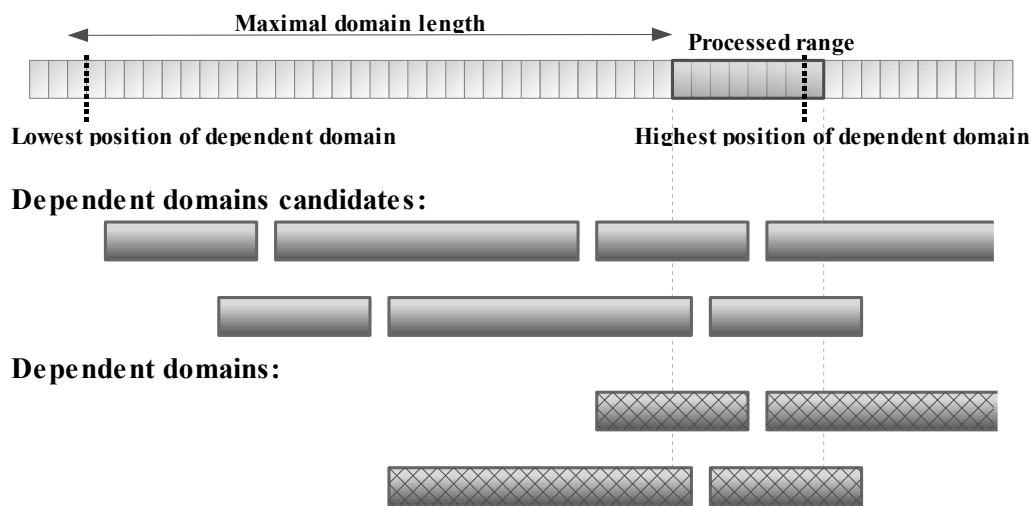 Maximal domain length
Processed range
Lowest position of dependent domain
Highest position of dependent domain
Dependent domains candidates:
Dependent domains: